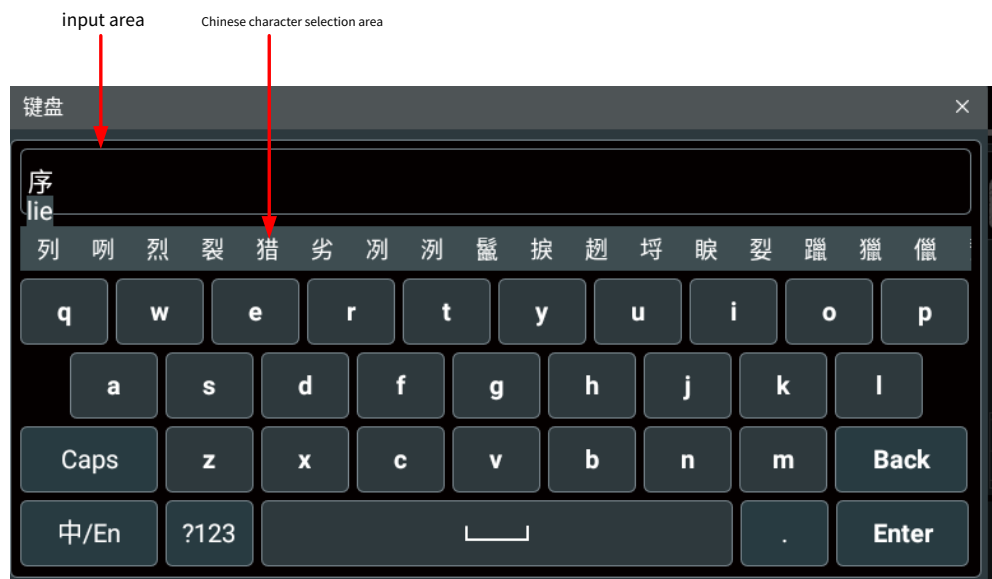 input area Chinese character selection area
键盘 ×
序
lie
列 咧 烈 裂 猎 劣 冽 洌 鬣 捩 趔 埒 睙 烮 躐 獵 儠
q w e r t y u i o p
a s d f g h j k l
Caps z x c v b n m Back
中/En ?123 . Enter